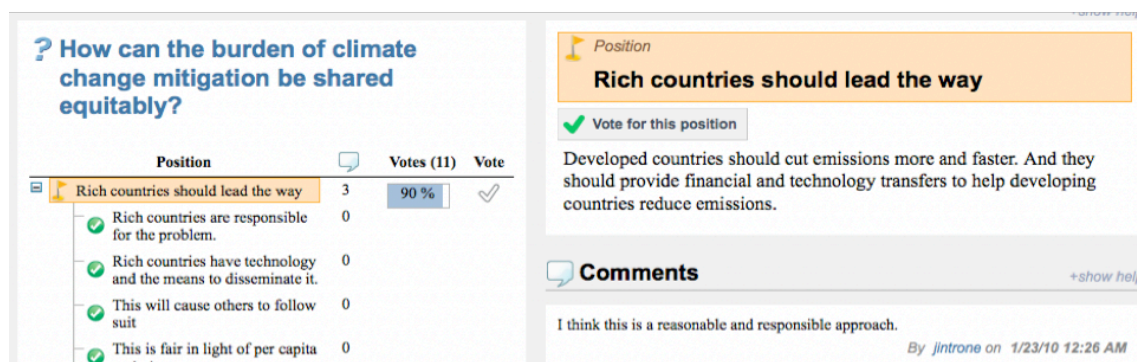 ? How can the burden of climate
change mitigation be shared
equitably?
Position Votes (11) Vote
Rich countries should lead the way 3 90 %
Rich countries are responsible 0
for the problem.
Rich countries have technology 0
and the means to disseminate it.
This will cause others to follow 0
suit
This is fair in light of per capita 0
Position
Rich countries should lead the way
Vote for this position
Developed countries should cut emissions more and faster. And they
should provide financial and technology transfers to help developing
countries reduce emissions.
Comments +show help
I think this is a reasonable and responsible approach.
By jintrone on 1/23/10 12:26 AM